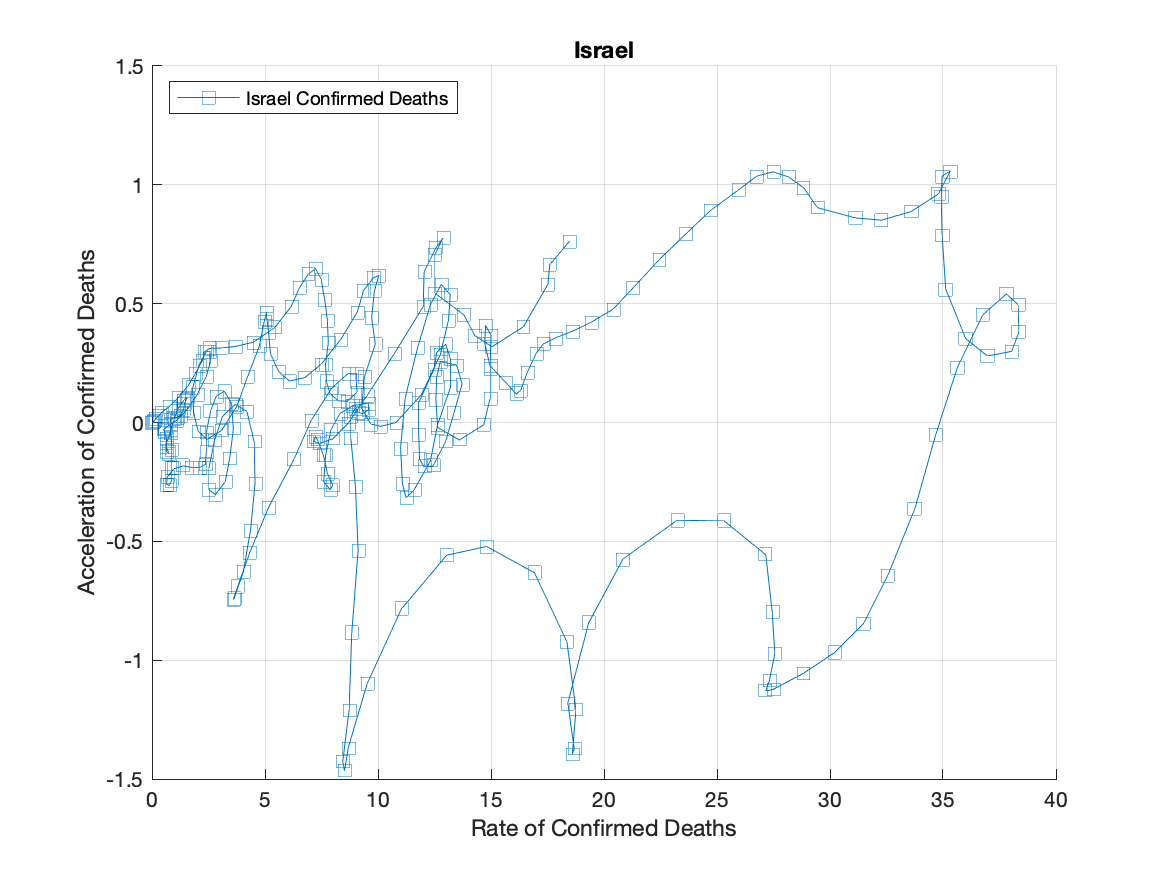 Israel
Israel Confirmed Deaths
Acceleration of Confirmed Deaths
1.5
1
0.5
0
-0.5
-1
-1.5
0 5 10 15 20 25 30 35 40
Rate of Confirmed Deaths